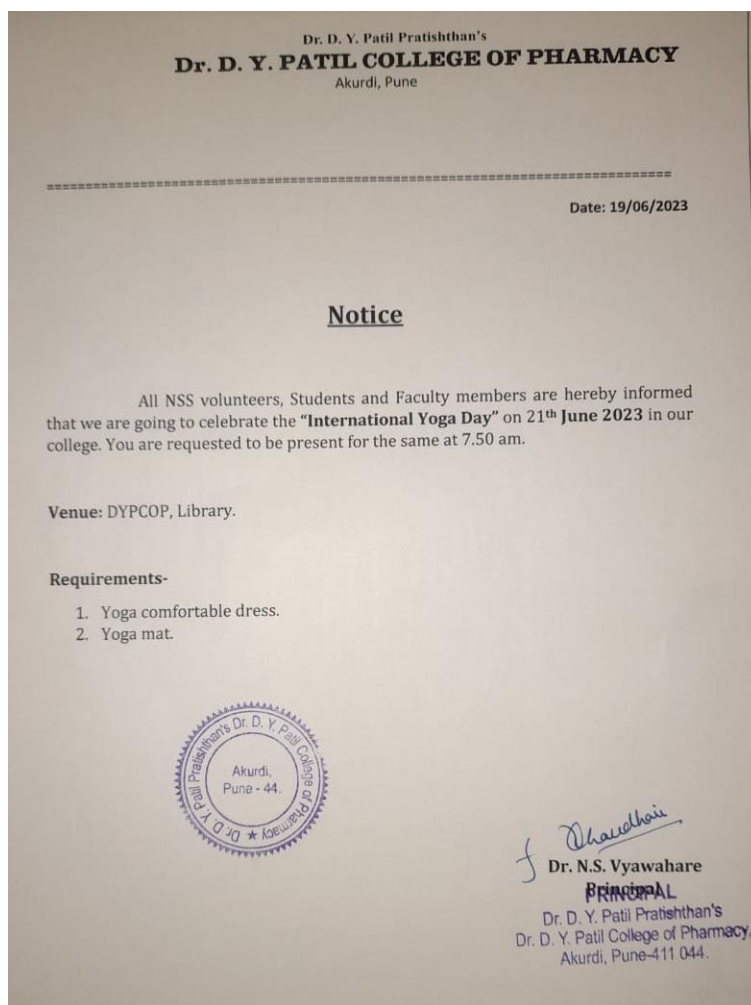 Dr. D. Y. Patil Pratishthan's
Dr. D. Y. PATIL COLLEGE OF PHARMACY
Akurdi, Pune
================================================================================
Date: 19/06/2023
Notice
All NSS volunteers, Students and Faculty members are hereby informed
that we are going to celebrate the “International Yoga Day” on 21th June 2023 in our
college. You are requested to be present for the same at 7.50 am.
Venue: DYPCOP, Library.
Requirements-
1. Yoga comfortable dress.
2. Yoga mat.
Dr. D. Y. Patil Pratishthan's Dr. D. Y. Patil College of Pharmacy ★
Akurdi,
Pune - 44.
Dr. N.S. Vyawahare
Principal
PRINCIPAL
Dr. D. Y. Patil Pratishthan's
Dr. D. Y. Patil College of Pharmacy,
Akurdi, Pune-411 044.